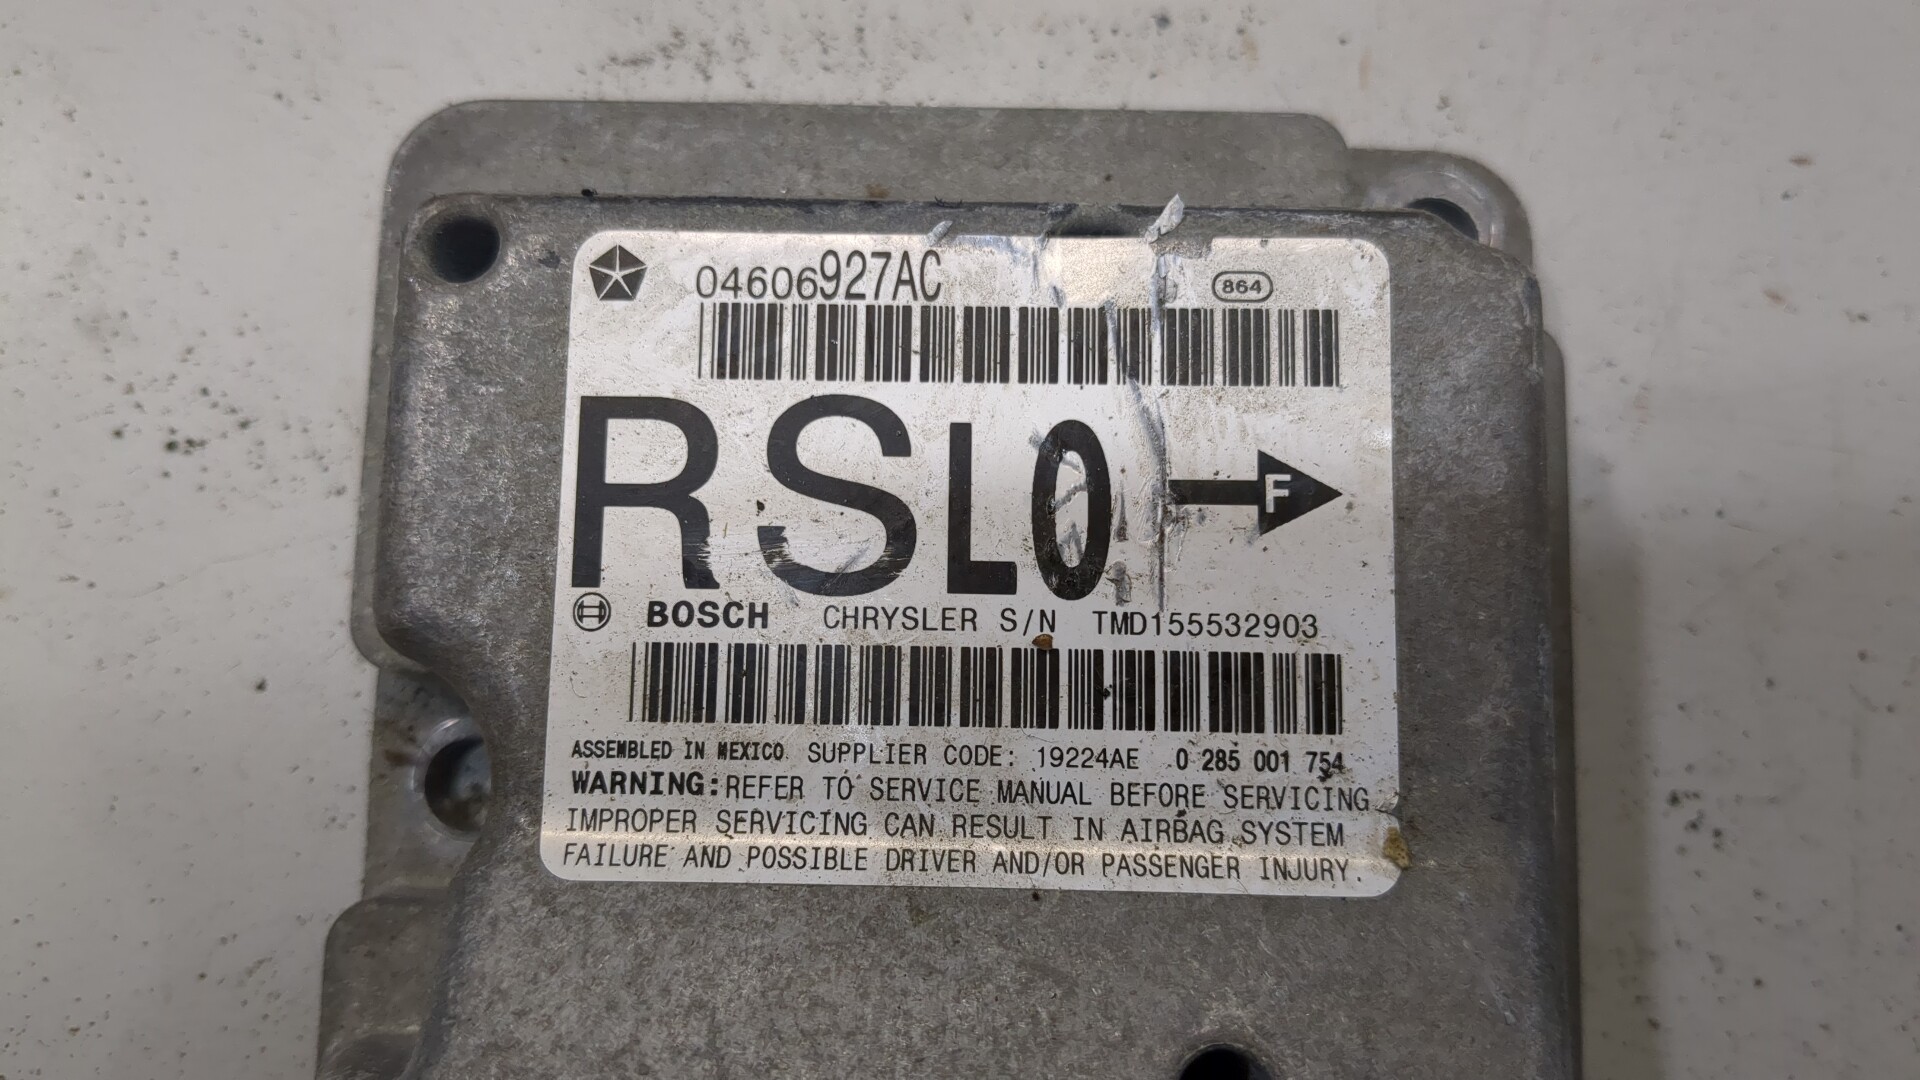 04606927AC 864
RSL0 F
BOSCH CHRYSLER S/N TMD155532903
ASSEMBLED IN MEXICO SUPPLIER CODE: 19224AE 0 285 001 754
WARNING:REFER TO SERVICE MANUAL BEFORE SERVICING
IMPROPER SERVICING CAN RESULT IN AIRBAG SYSTEM
FAILURE AND POSSIBLE DRIVER AND/OR PASSENGER INJURY.